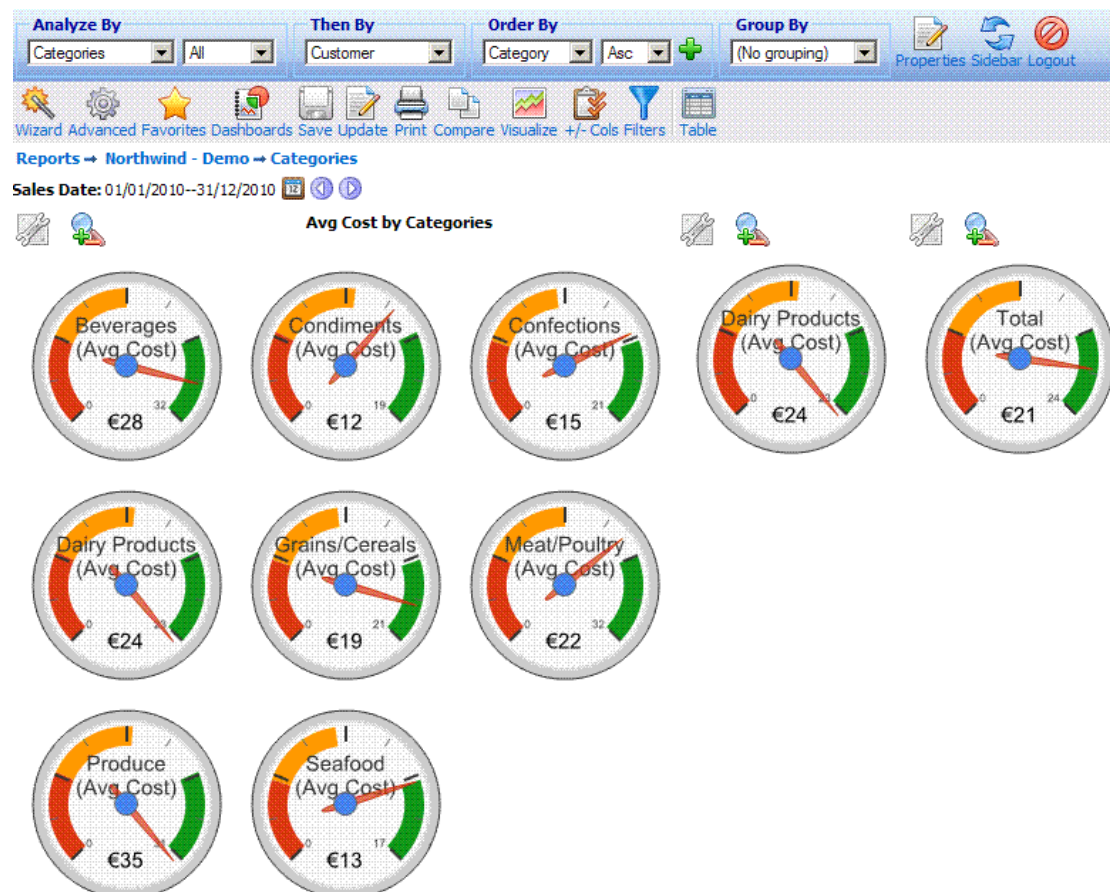 Analyze By Then By Order By Group By
Categories All Customer Category Asc (No grouping)
Properties Sidebar Logout
Wizard Advanced Favorites Dashboards Save Update Print Compare Visualize +/- Cols Filters Table
Reports → Northwind - Demo → Categories
Sales Date: 01/01/2010--31/12/2010 12
Avg Cost by Categories
Beverages
(Avg Cost)
0 32
€28
Condiments
(Avg Cost)
0 19
€12
Confections
(Avg Cost)
0 21
€15
Dairy Products
(Avg Cost)
0 23
€24
Total
(Avg Cost)
0 24
€21
Dairy Products
(Avg Cost)
0 23
€24
Grains/Cereals
(Avg Cost)
0 21
€19
Meat/Poultry
(Avg Cost)
0 32
€22
Produce
(Avg Cost)
0
€35
Seafood
(Avg Cost)
0 17
€13